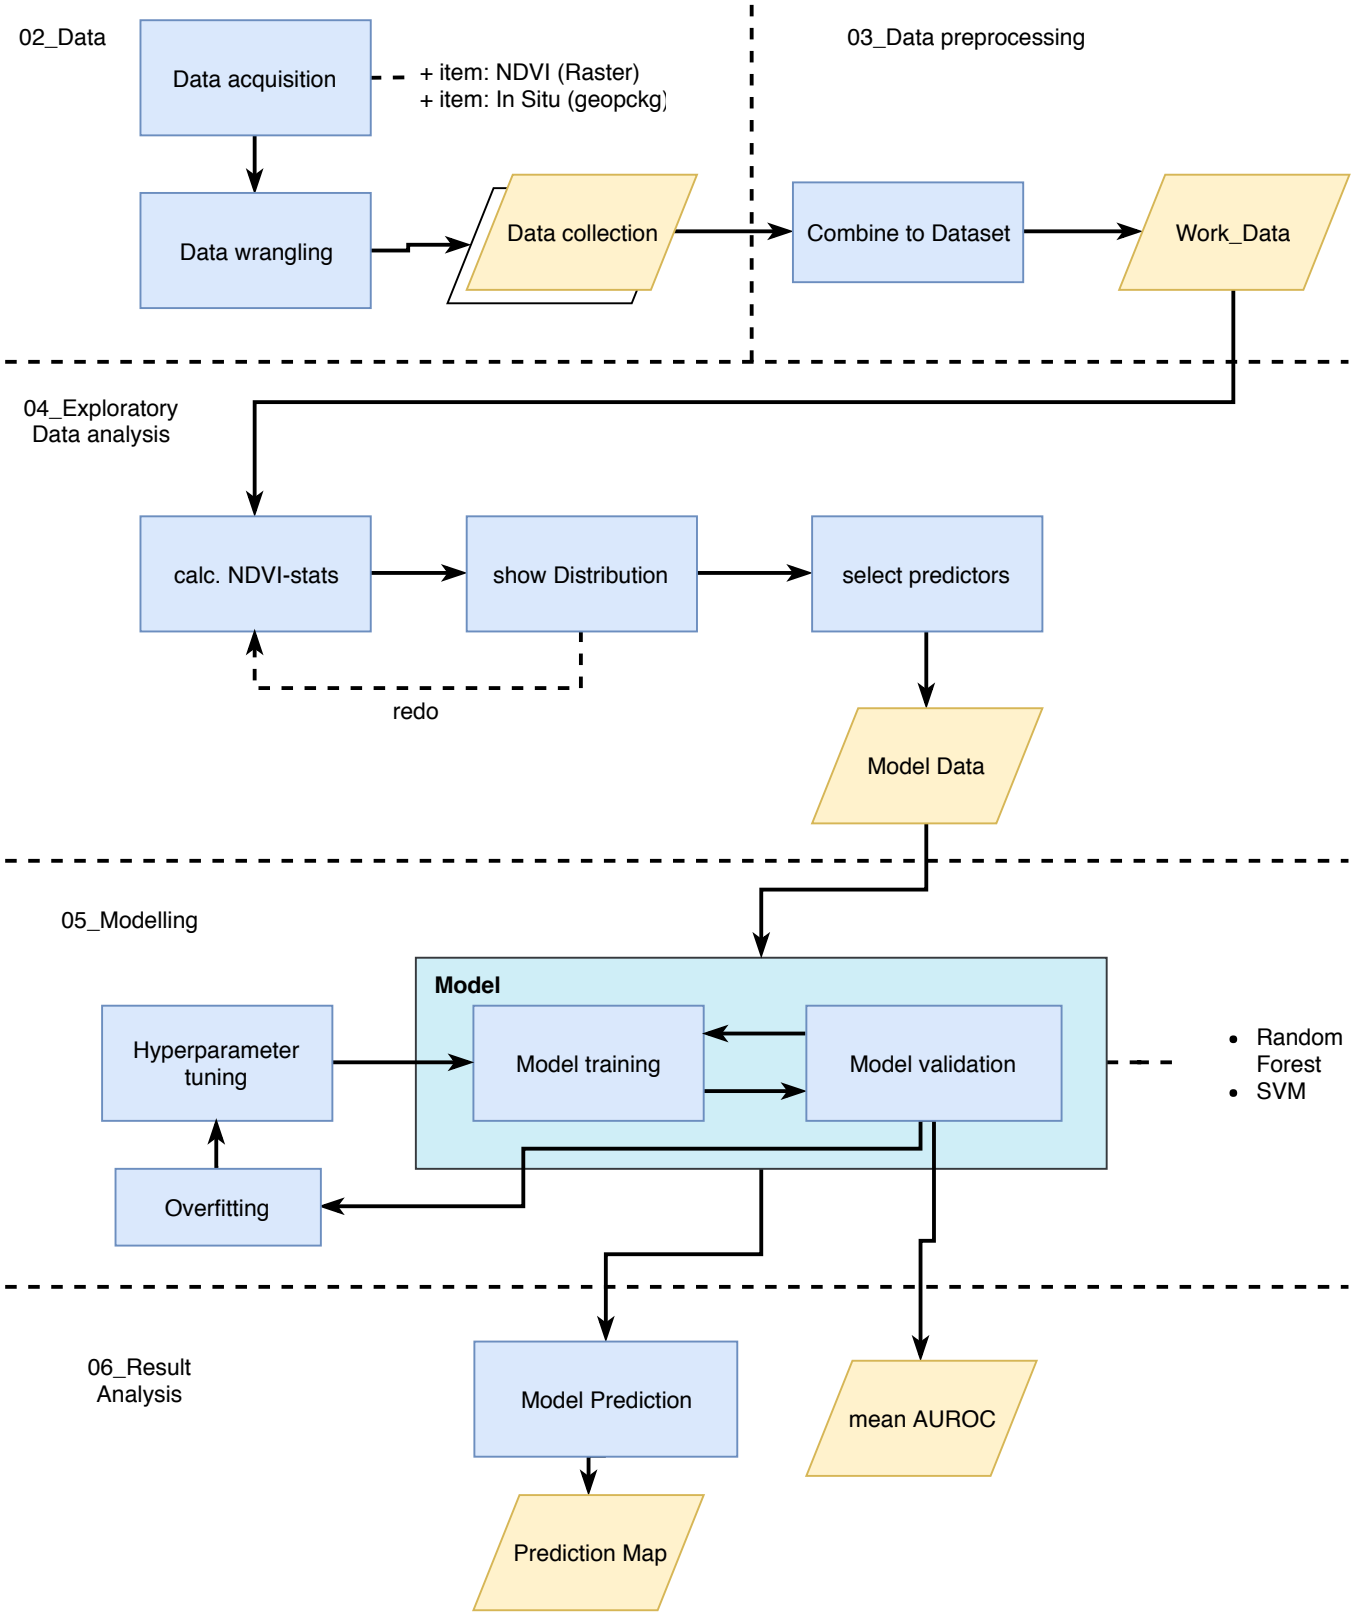 02_Data
03_Data preprocessing
Data acquisition
+ item: NDVI (Raster)
+ item: In Situ (geopckg)
Data wrangling
Data collection
Combine to Dataset
Work_Data
04_Exploratory
Data analysis
calc. NDVI-stats
show Distribution
select predictors
redo
Model Data
05_Modelling
Model
Hyperparameter
tuning
Model training
Model validation
• Random
Forest
• SVM
Overfitting
06_Result
Analysis
Model Prediction
mean AUROC
Prediction Map